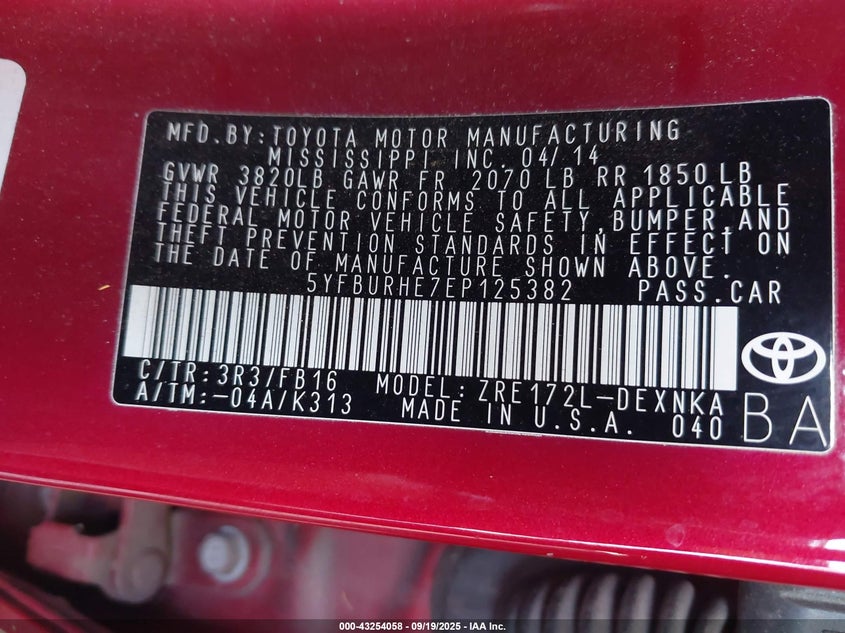 MFD.BY:TOYOTA MOTOR MANUFACTURING
MISSISSIPPI INC. 04/14
GVWR 3820LB GAWR FR 2070 LB RR 1850 LB
THIS VEHICLE CONFORMS TO ALL APPLICABLE
FEDERAL MOTOR VEHICLE SAFETY,BUMPER,AND
THEFT PREVENTION STANDARDS IN EFFECT ON
THE DATE OF MANUFACTURE SHOWN ABOVE.
5YFBURHE7EP125382 PASS.CAR
C/TR:3R3/FB16 MODEL:ZRE172L-DEXNKA
A/TM:-04A/K313 MADE IN U.S.A. 040
BA
000-43254058 - 09/19/2025 - IAA Inc.